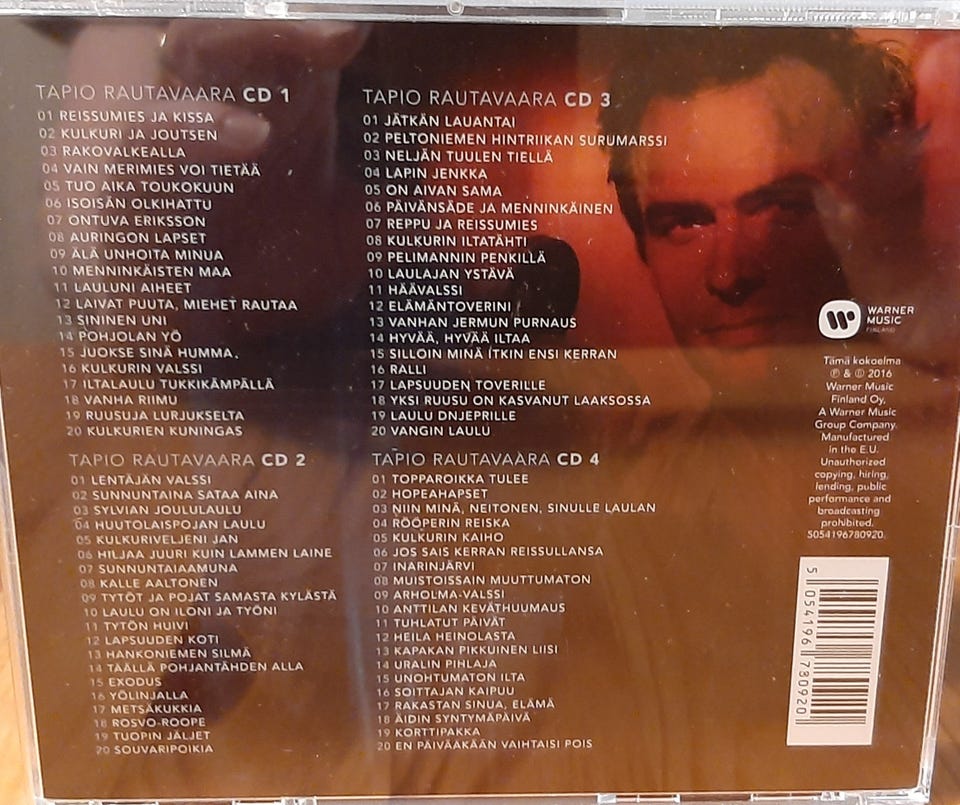 TAPIO RAUTAVAARA CD 1
01 REISSUMIES JA KISSA
02 KULKURI JA JOUTSEN
03 RAKOVALKEALLA
04 VAIN MERIMIES VOI TIETÄÄ
05 TUO AIKA TOUKOKUUN
06 ISOISÄN OLKIHATTU
07 ONTUVA ERIKSSON
08 AURINGON LAPSET
09 ÄLÄ UNHOITA MINUA
10 MENNINKÄISTEN MAA
11 LAULUNI AIHEET
12 LAIVAT PUUTA, MIEHET RAUTAA
13 SININEN UNI
14 POHJOLAN YÖ
15 JUOKSE SINÄ HUMMA
16 KULKURIN VALSSI
17 ILTALAULU TUKKIKÄMPÄLLÄ
18 VANHA RIIMU
19 RUUSUJA LURJUKSELTA
20 KULKURIEN KUNINGAS
TAPIO RAUTAVAARA CD 2
01 LENTÄJÄN VALSSI
02 SUNNUNTAINA SATAA AINA
03 SYLVIAN JOULULAULU
04 HUUTOLAISPOJAN LAULU
05 KULKURIVELJENI JAN
06 HILJAA JUURI KUIN LAMMEN LAINE
07 SUNNUNTAIAAMUNA
08 KALLE AALTONEN
09 TYTÖT JA POJAT SAMASTA KYLÄSTÄ
10 LAULU ON ILONI JA TYÖNI
11 TYTÖN HUIVI
12 LAPSUUDEN KOTI
13 HANKONIEMEN SILMÄ
14 TÄÄLLÄ POHJANTÄHDEN ALLA
15 EXODUS
16 YÖLINJALLA
17 METSÄKUKKIA
18 ROSVO-ROOPE
19 TUOPIN JÄLJET
20 SOUVARIPOIKIA
TAPIO RAUTAVAARA CD 3
01 JÄTKÄN LAUANTAI
02 PELTONIEMEN HINTRIIKAN SURUMARSSI
03 NELJÄN TUULEN TIELLÄ
04 LAPIN JENKKA
05 ON AIVAN SAMA
06 PÄIVÄNSÄDE JA MENNINKÄINEN
07 REPPU JA REISSUMIES
08 KULKURIN ILTATÄHTI
09 PELIMANNIN PENKILLÄ
10 LAULAJAN YSTÄVÄ
11 HÄÄVALSSI
12 ELÄMÄNTOVERINI
13 VANHAN JERMUN PURNAUS
14 HYVÄÄ, HYVÄÄ ILTAA
15 SILLOIN MINÄ ITKIN ENSI KERRAN
16 RALLI
17 LAPSUUDEN TOVERILLE
18 YKSI RUUSU ON KASVANUT LAAKSOSSA
19 LAULU DNJEPRILLE
20 VANGIN LAULU
TAPIO RAUTAVAARA CD 4
01 TOPPAROIKKA TULEE
02 HOPEAHAPSET
03 NIIN MINÄ, NEITONEN, SINULLE LAULAN
04 RÖÖPERIN REISKA
05 KULKURIN KAIHO
06 JOS SAIS KERRAN REISSULLANSA
07 INARINJÄRVI
08 MUISTOISSAIN MUUTTUMATON
09 ARHOLMA-VALSSI
10 ANTTILAN KEVÄTHUUMAUS
11 TUHLATUT PÄIVÄT
12 HEILA HEINOLASTA
13 KAPAKAN PIKKUINEN LIISI
14 URALIN PIHLAJA
15 UNOHTUMATON ILTA
16 SOITTAJAN KAIPUU
17 RAKASTAN SINUA, ELÄMÄ
18 ÄIDIN SYNTYMÄPÄIVÄ
19 KORTTIPAKKA
20 EN PÄIVÄÄKÄÄN VAIHTAISI POIS
WARNER
MUSIC
FINLAND
Tämä kokoelma
℗ & © 2016
Warner Music
Finland Oy,
A Warner Music
Group Company.
Manufactured
in the E.U.
Unauthorized
copying, hiring,
lending, public
performance and
broadcasting
prohibited.
5054196780920.
5 054196 780920